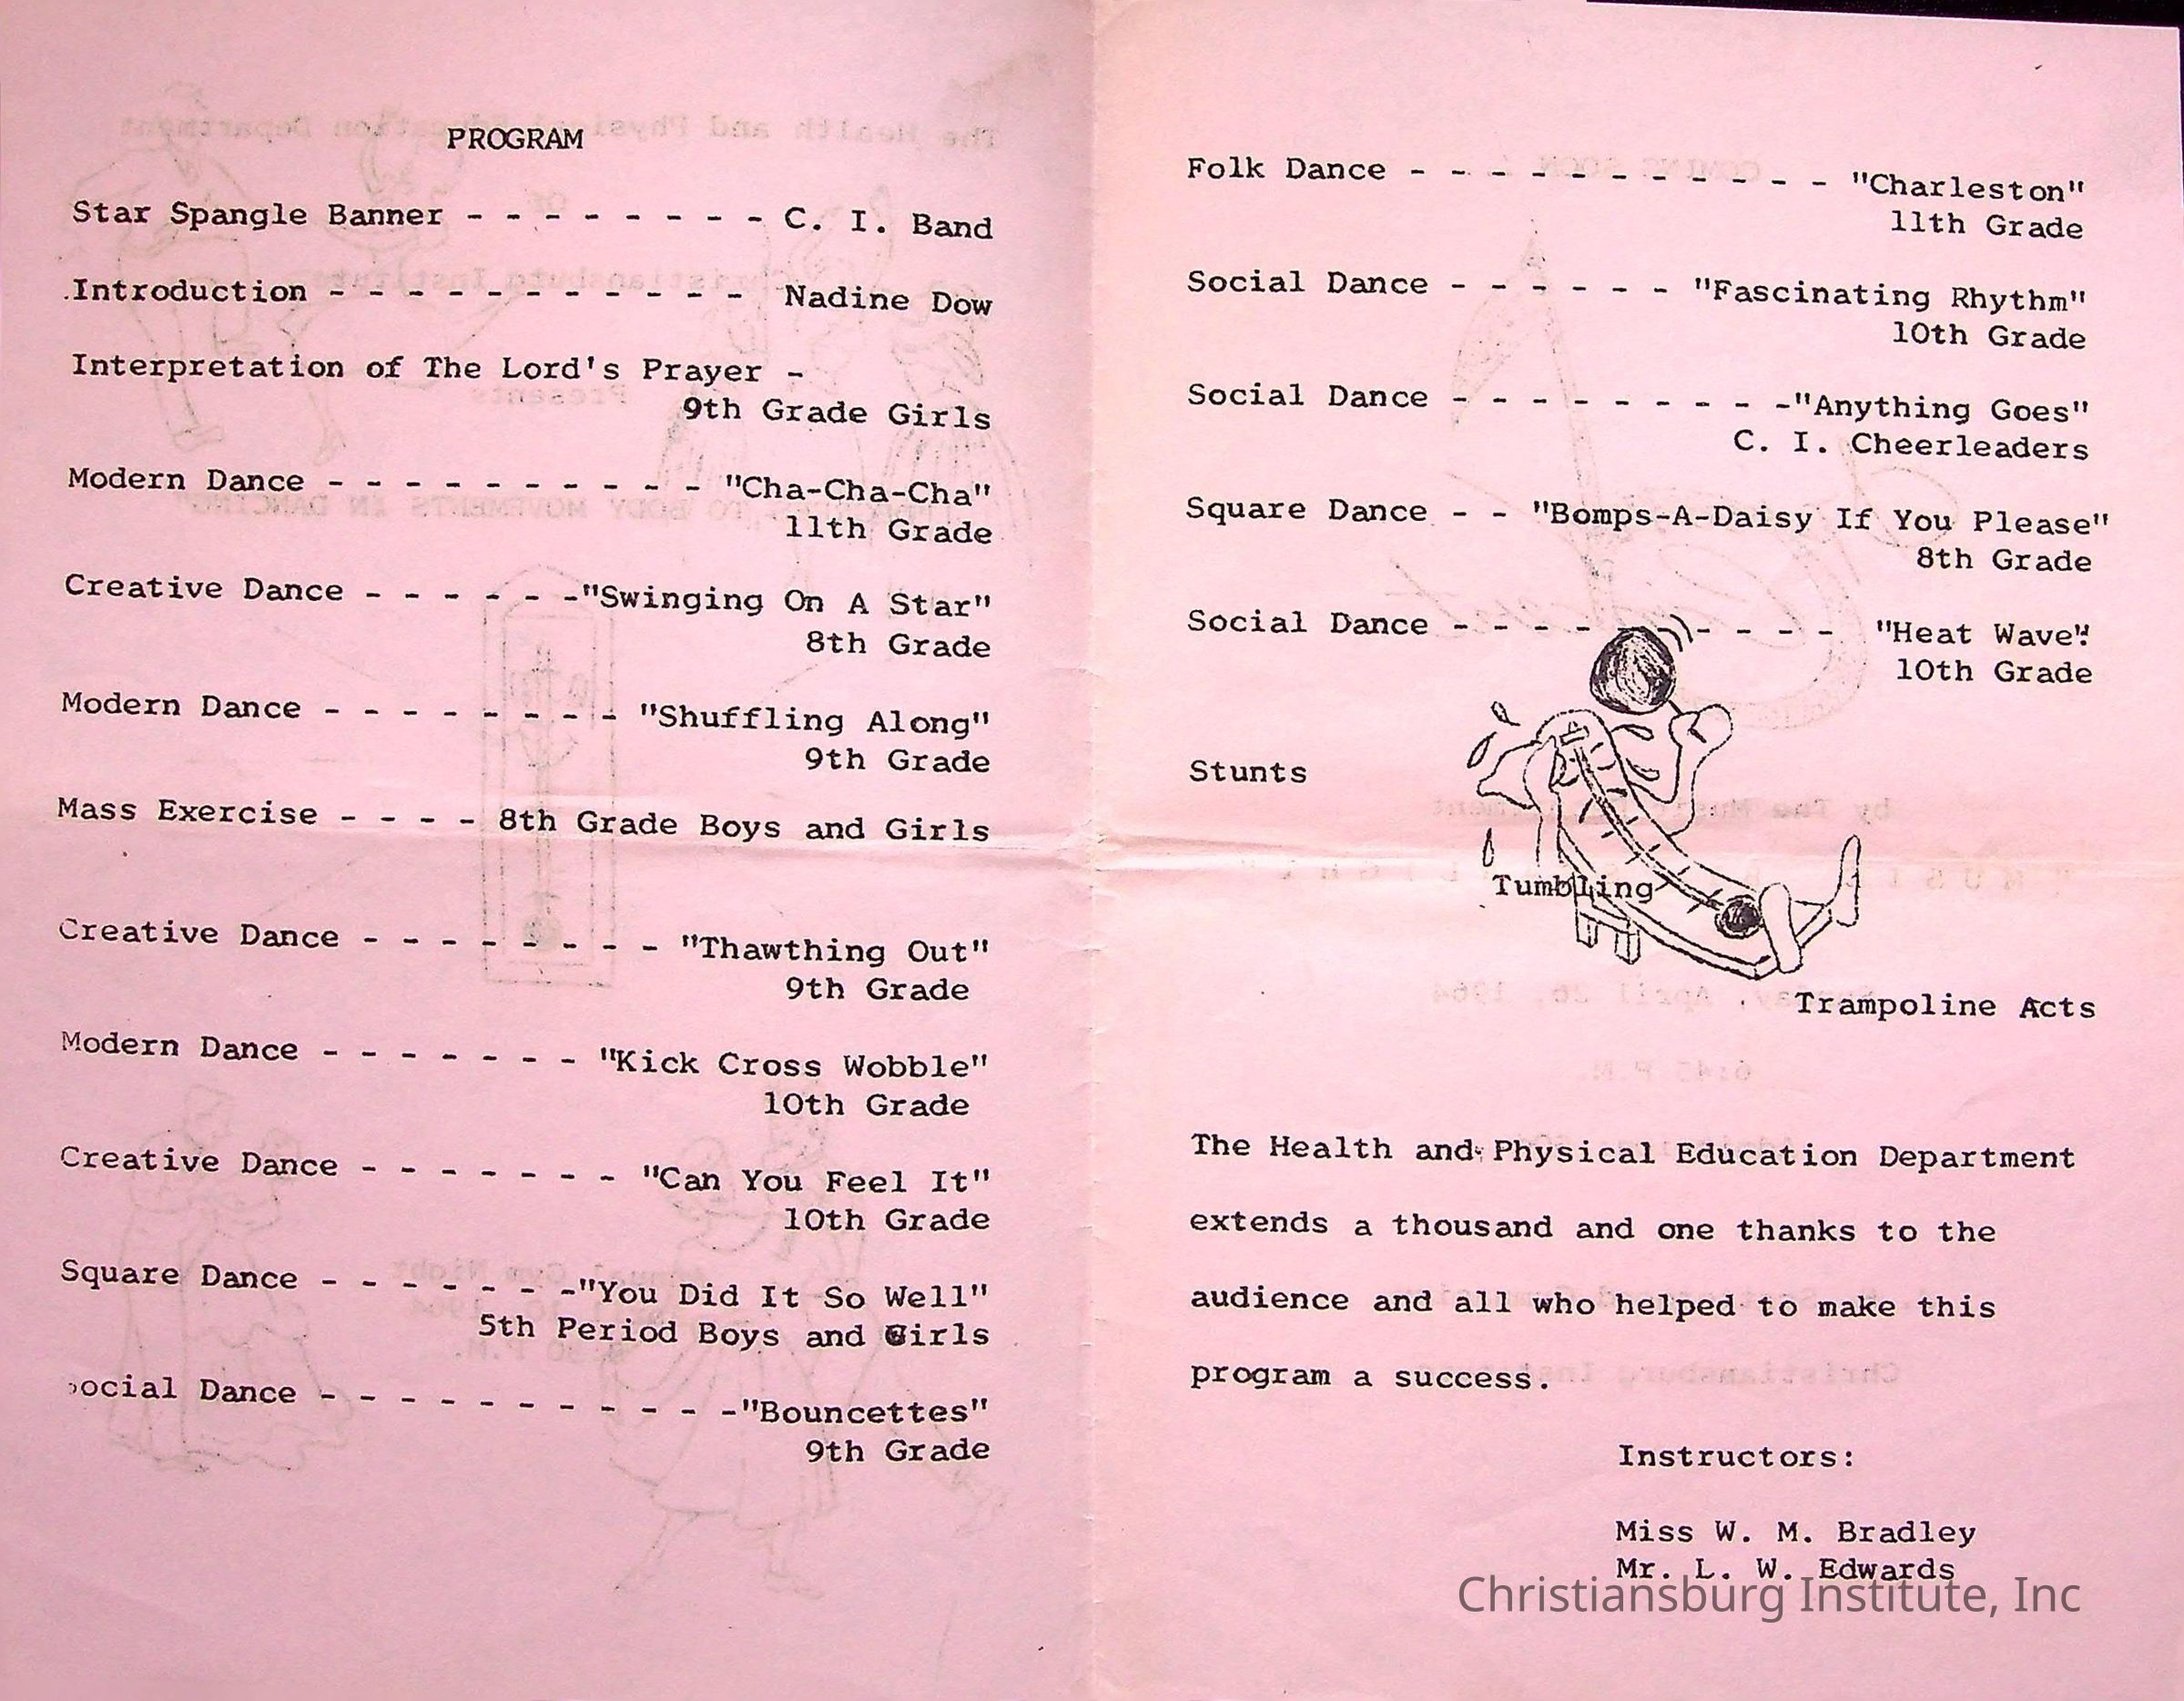 PROGRAM
Star Spangle Banner - - - - - - - - C. I. Band
.Introduction - - - - - - - - - - - Nadine Dow
Interpretation of The Lord's Prayer -
9th Grade Girls
Modern Dance - - - - - - - - - - "Cha-Cha-Cha"
11th Grade
Creative Dance - - - - - -"Swinging On A Star"
8th Grade
Modern Dance - - - - - - - - "Shuffling Along"
9th Grade
Mass Exercise - - - - 8th Grade Boys and Girls
Creative Dance - - - - - - - - "Thawthing Out"
9th Grade
Modern Dance - - - - - - - "Kick Cross Wobble"
10th Grade
Creative Dance - - - - - - - "Can You Feel It"
10th Grade
Square Dance - - - - - - -"You Did It So Well"
5th Period Boys and Girls
Social Dance - - - - - - - - - - -"Bouncettes"
9th Grade
Folk Dance - - - - - - - - - - - "Charleston"
11th Grade
Social Dance - - - - - - "Fascinating Rhythm"
10th Grade
Social Dance - - - - - - - - -"Anything Goes"
C. I. Cheerleaders
Square Dance - - "Bomps-A-Daisy If You Please"
8th Grade
Social Dance - - - - - - - - "Heat Wave"
10th Grade
Stunts
Tumbling
Trampoline Acts
The Health and Physical Education Department
extends a thousand and one thanks to the
audience and all who helped to make this
program a success.
Instructors:
Miss W. M. Bradley
Mr. L. W. Edwards
Christiansburg Institute, Inc